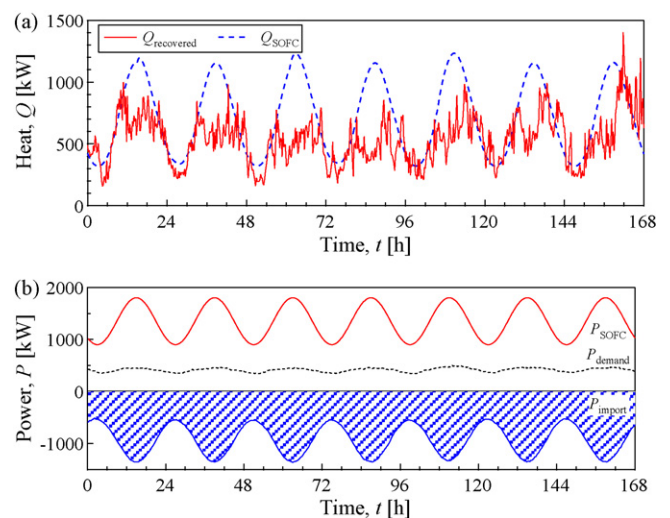 (a)
Q_recovered Q_SOFC
1500
1000
500
0
Heat, Q [kW]
0 24 48 72 96 120 144 168
Time, t [h]
(b)
2000
1000
0
-1000
Power, P [kW]
P_SOFC
P_demand
P_import
0 24 48 72 96 120 144 168
Time, t [h]